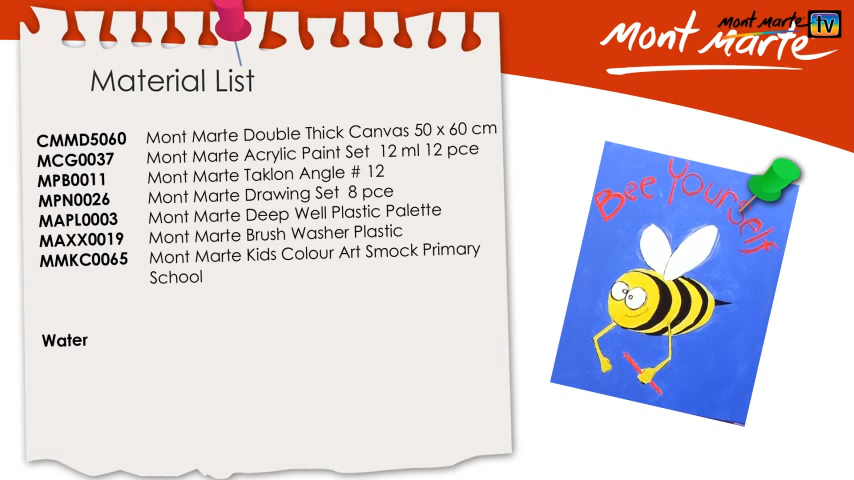 mont marte tv
Mont Marte
Material List
CMMD5060 Mont Marte Double Thick Canvas 50 x 60 cm
MCG0037 Mont Marte Acrylic Paint Set 12 ml 12 pce
MPB0011 Mont Marte Taklon Angle # 12
MPN0026 Mont Marte Drawing Set 8 pce
MAPL0003 Mont Marte Deep Well Plastic Palette
MAXX0019 Mont Marte Brush Washer Plastic
MMKC0065 Mont Marte Kids Colour Art Smock Primary
School
Water
Bee Yourself